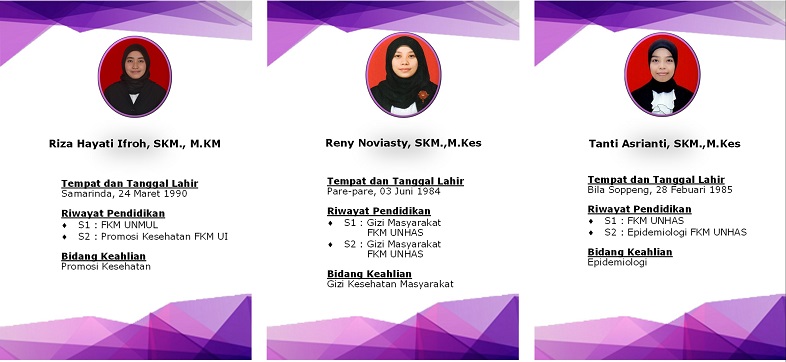 Riza Hayati Ifroh, SKM., M.KM
Tempat dan Tanggal Lahir
Samarinda, 24 Maret 1990
Riwayat Pendidikan
♦ S1 : FKM UNMUL
♦ S2 : Promosi Kesehatan FKM UI
Bidang Keahlian
Promosi Kesehatan
Reny Noviasty, SKM.,M.Kes
Tempat dan Tanggal Lahir
Pare-pare, 03 Juni 1984
Riwayat Pendidikan
♦ S1 : Gizi Masyarakat
FKM UNHAS
♦ S2 : Gizi Masyarakat
FKM UNHAS
Bidang Keahlian
Gizi Kesehatan Masyarakat
Tanti Asrianti, SKM.,M.Kes
Tempat dan Tanggal Lahir
Bila Soppeng, 28 Febuari 1985
Riwayat Pendidikan
♦ S1 : FKM UNHAS
♦ S2 : Epidemiologi FKM UNHAS
Bidang Keahlian
Epidemiologi